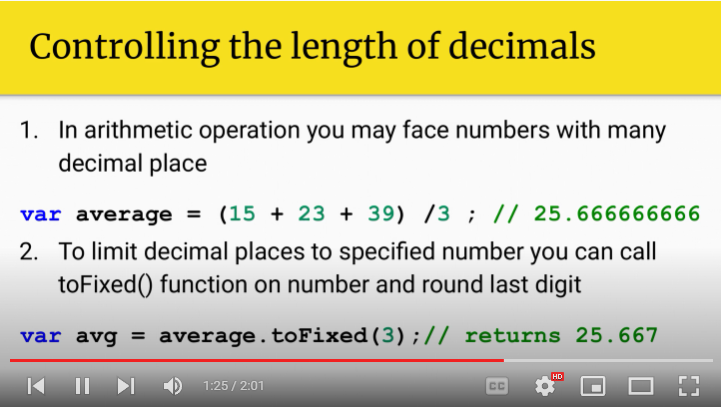 Controlling the length of decimals
1. In arithmetic operation you may face numbers with many
decimal place
var average = (15 + 23 + 39) /3 ; // 25.666666666
2. To limit decimal places to specified number you can call
toFixed() function on number and round last digit
var avg = average.toFixed(3);// returns 25.667
1:25 / 2:01 CC HD